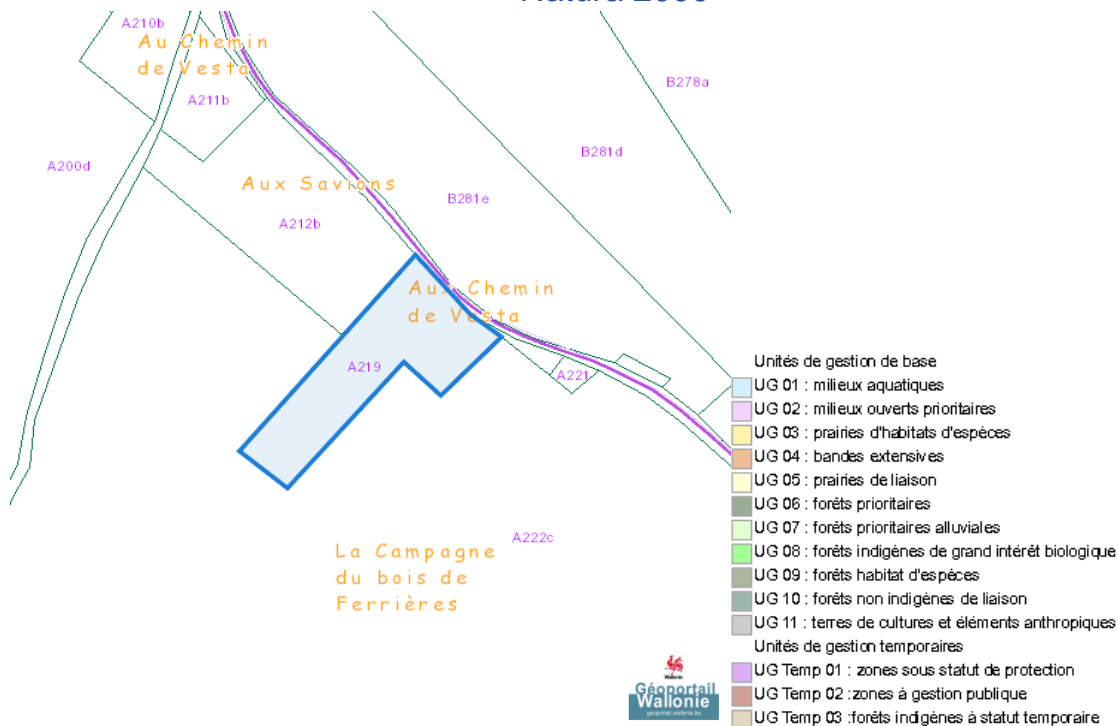 Natura 2000
A210b
Au Chemin
de Vesta
A211b
B278a
B281d
A200d
Aux Savions
B281e
A212b
Aux Chemin
de Vesta
A219
A221
A222c
La Campagne
du bois de
Ferrières
Unités de gestion de base
UG 01 : milieux aquatiques
UG 02 : milieux ouverts prioritaires
UG 03 : prairies d'habitats d'espèces
UG 04 : bandes extensives
UG 05 : prairies de liaison
UG 06 : forêts prioritaires
UG 07 : forêts prioritaires alluviales
UG 08 : forêts indigènes de grand intérêt biologique
UG 09 : forêts habitat d'espèces
UG 10 : forêts non indigènes de liaison
UG 11 : terres de cultures et éléments anthropiques
Unités de gestion temporaires
UG Temp 01 : zones sous statut de protection
UG Temp 02 :zones à gestion publique
UG Temp 03 :forêts indigènes à statut temporaire
Wallonie
Géoportail
Wallonie
geoportail.wallonie.be